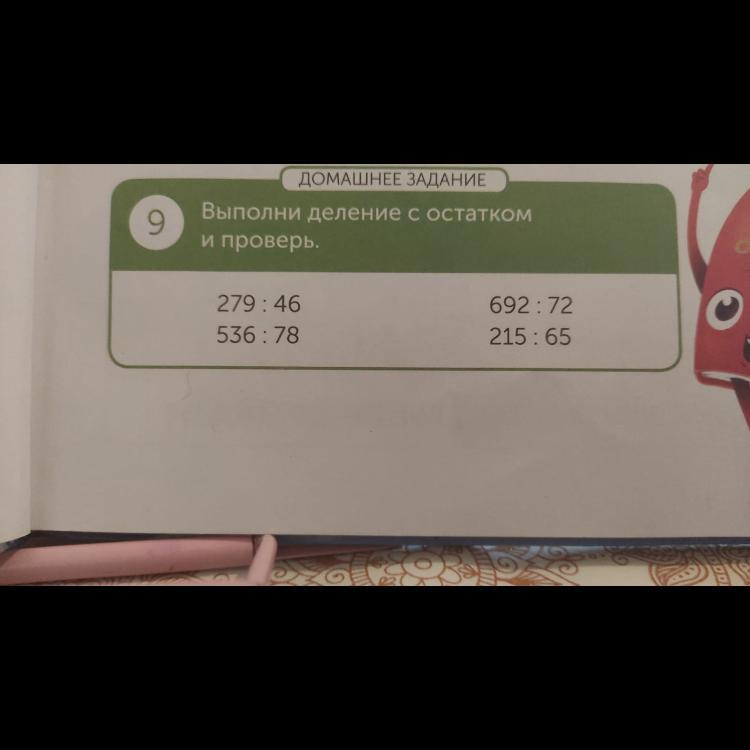 ДОМАШНЕЕ ЗАДАНИЕ
9
Выполни деление с остатком
и проверь.
279 : 46 692 : 72
536 : 78 215 : 65